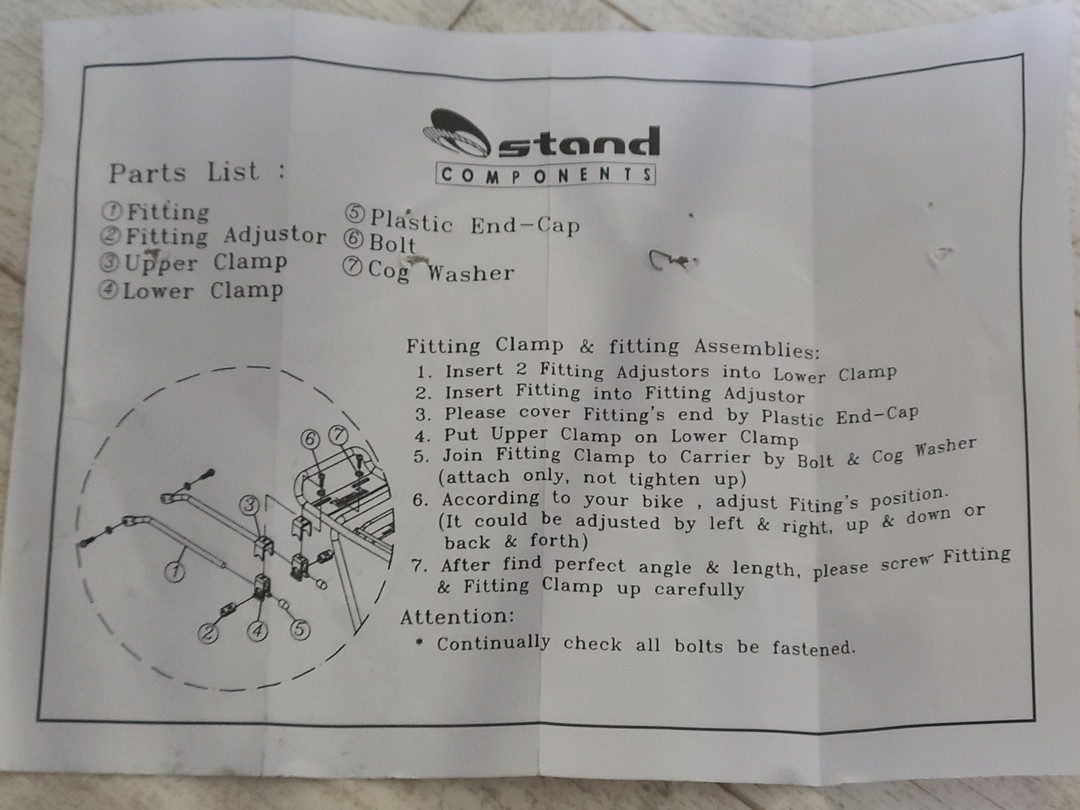 stand
COMPONENTS
Parts List :
①Fitting
②Fitting Adjustor
③Upper Clamp
④Lower Clamp
⑤Plastic End-Cap
⑥Bolt
⑦Cog Washer
Fitting Clamp & fitting Assemblies:
1. Insert 2 Fitting Adjustors into Lower Clamp
2. Insert Fitting into Fitting Adjustor
3. Please cover Fitting's end by Plastic End-Cap
4. Put Upper Clamp on Lower Clamp
5. Join Fitting Clamp to Carrier by Bolt & Cog Washer
(attach only, not tighten up)
6. According to your bike , adjust Fiting's position.
(It could be adjusted by left & right, up & down or
back & forth)
7. After find perfect angle & length, please screw Fitting
& Fitting Clamp up carefully
Attention:
* Continually check all bolts be fastened.
⑥ ⑦
③
①
② ④ ⑤